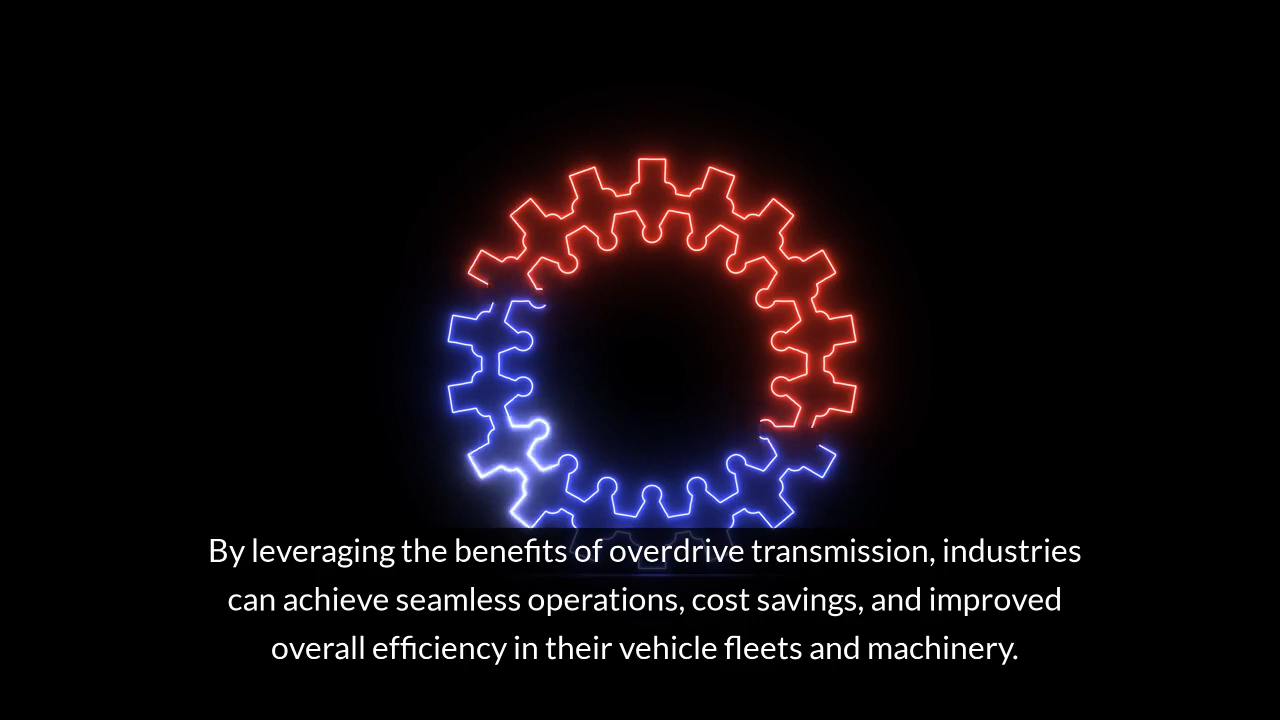 By leveraging the benefits of overdrive transmission, industries
can achieve seamless operations, cost savings, and improved
overall efficiency in their vehicle fleets and machinery.